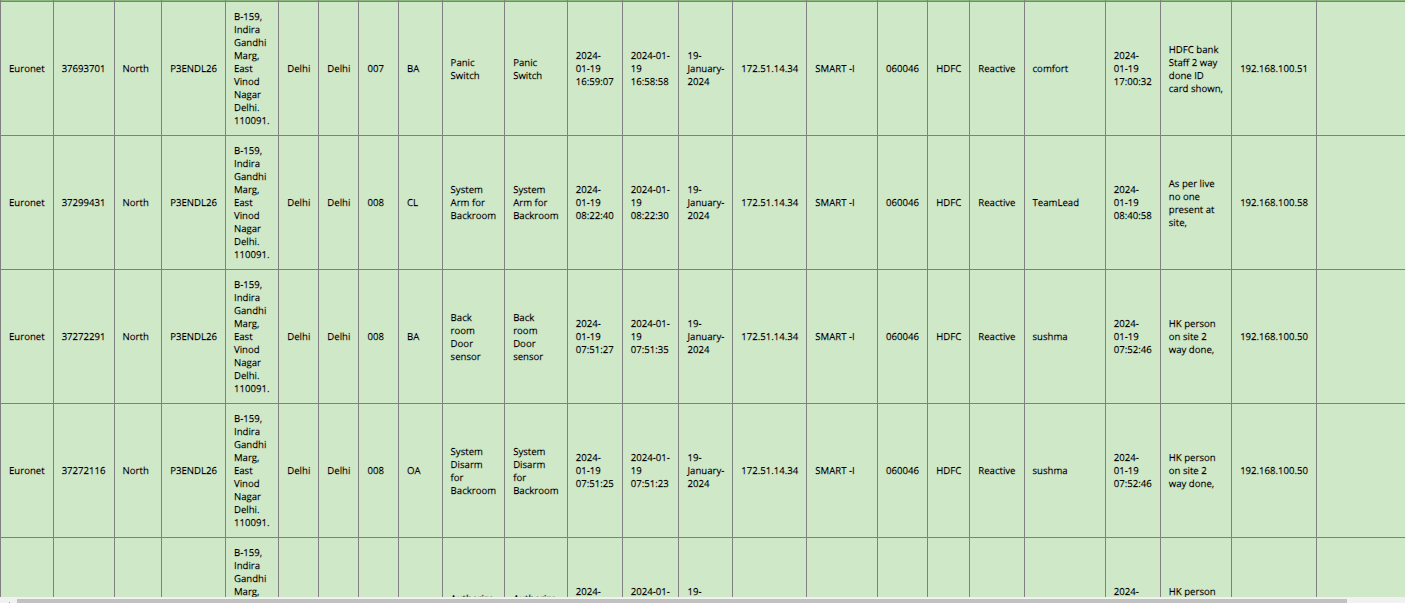 Euronet 37693701 North P3ENDL26 B-159, Indira Gandhi Marg, East Vinod Nagar Delhi. 110091. Delhi Delhi 007 BA Panic Switch Panic Switch 2024-01-19 16:59:07 2024-01-19 16:58:58 19-January-2024 172.51.14.34 SMART -I 060046 HDFC Reactive comfort 2024-01-19 17:00:32 HDFC bank Staff 2 way done ID card shown, 192.168.100.51
Euronet 37299431 North P3ENDL26 B-159, Indira Gandhi Marg, East Vinod Nagar Delhi. 110091. Delhi Delhi 008 CL System Arm for Backroom System Arm for Backroom 2024-01-19 08:22:40 2024-01-19 08:22:30 19-January-2024 172.51.14.34 SMART -I 060046 HDFC Reactive TeamLead 2024-01-19 08:40:58 As per live no one present at site, 192.168.100.58
Euronet 37272291 North P3ENDL26 B-159, Indira Gandhi Marg, East Vinod Nagar Delhi. 110091. Delhi Delhi 008 BA Back room Door sensor Back room Door sensor 2024-01-19 07:51:27 2024-01-19 07:51:35 19-January-2024 172.51.14.34 SMART -I 060046 HDFC Reactive sushma 2024-01-19 07:52:46 HK person on site 2 way done, 192.168.100.50
Euronet 37272116 North P3ENDL26 B-159, Indira Gandhi Marg, East Vinod Nagar Delhi. 110091. Delhi Delhi 008 OA System Disarm for Backroom System Disarm for Backroom 2024-01-19 07:51:25 2024-01-19 07:51:23 19-January-2024 172.51.14.34 SMART -I 060046 HDFC Reactive sushma 2024-01-19 07:52:46 HK person on site 2 way done, 192.168.100.50
B-159, Indira Gandhi Marg, 2024- 2024-01- 19- 2024- HK person